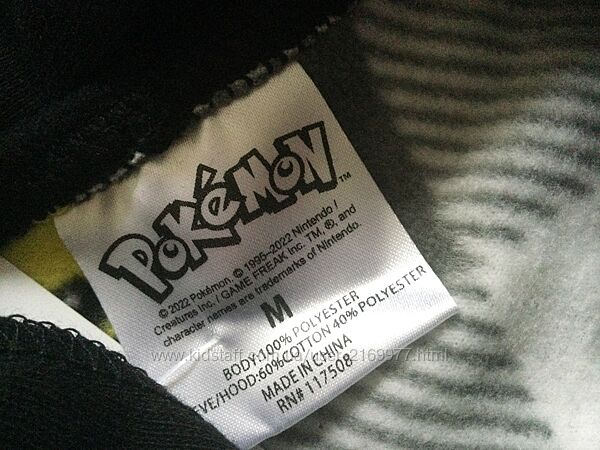 PoKéMoN™
© 2022 Pokémon. © 1995–2022 Nintendo /
Creatures inc. / GAME FREAK inc. TM, ®, and
character names are trademarks of Nintendo.
M
BODY:100% POLYESTER
EVE/HOOD:60%COTTON 40% POLYESTER
MADE IN CHINA
RN# 117508